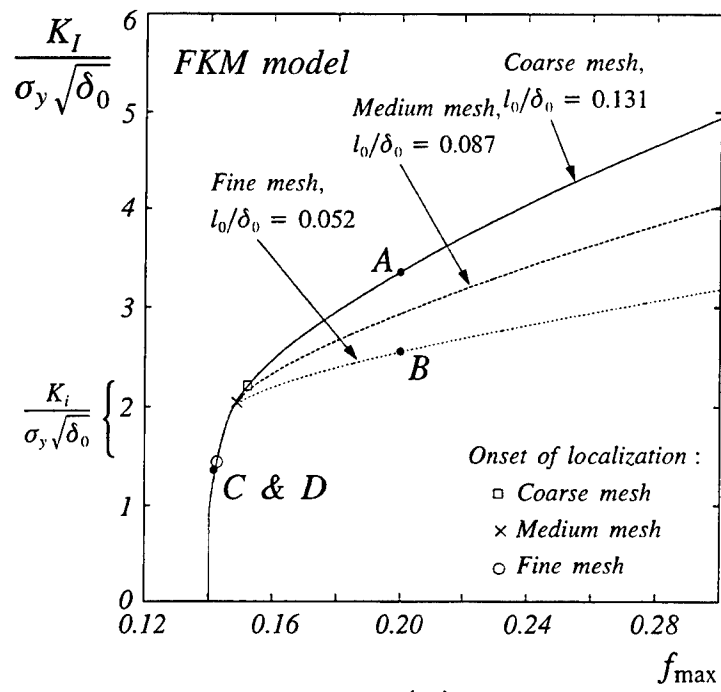 K_I / σ_y √δ_0
FKM model
Coarse mesh,
l_0/δ_0 = 0.131
Medium mesh,
l_0/δ_0 = 0.087
Fine mesh,
l_0/δ_0 = 0.052
6
5
4
3
2
1
0
K_i / σ_y √δ_0 {
A
B
C & D
Onset of localization :
□ Coarse mesh
× Medium mesh
○ Fine mesh
0.12 0.16 0.20 0.24 0.28
f_max